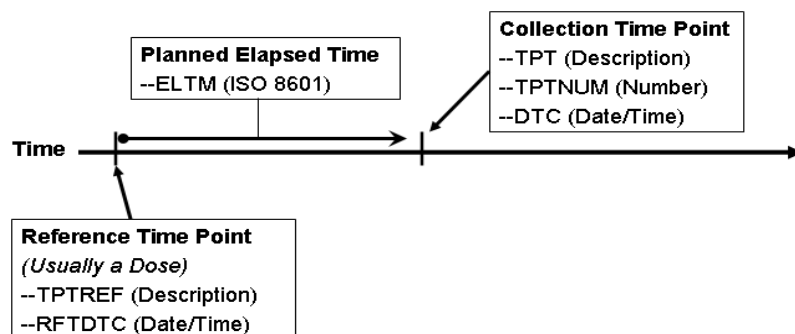 Planned Elapsed Time
--ELTM (ISO 8601)
Collection Time Point
--TPT (Description)
--TPTNUM (Number)
--DTC (Date/Time)
Time
Reference Time Point
(Usually a Dose)
--TPTREF (Description)
--RFTDTC (Date/Time)